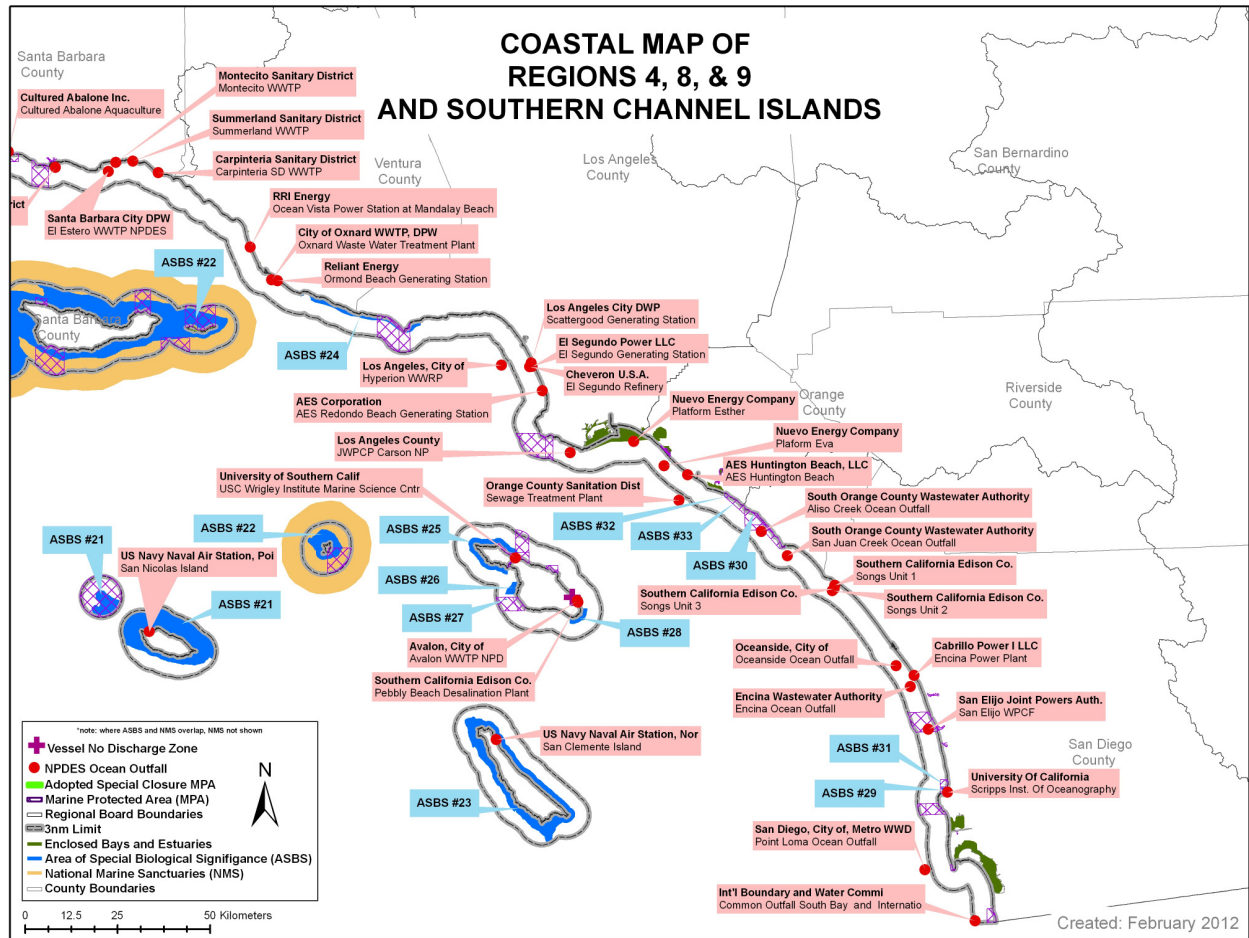 COASTAL MAP OF
REGIONS 4, 8, & 9
AND SOUTHERN CHANNEL ISLANDS
Santa Barbara
County
Cultured Abalone Inc.
Cultured Abalone Aquaculture
Montecito Sanitary District
Montecito WWTP
Summerland Sanitary District
Summerland WWTP
Carpinteria Sanitary District
Carpinteria SD WWTP
Ventura
County
Los Angeles
County
San Bernardino
County
rict
Santa Barbara City DPW
El Estero WWTP NPDES
RRI Energy
Ocean Vista Power Station at Mandalay Beach
City of Oxnard WWTP, DPW
Oxnard Waste Water Treatment Plant
Reliant Energy
Ormond Beach Generating Station
ASBS #22
Santa Barbara
County
ASBS #24
Los Angeles City DWP
Scattergood Generating Station
El Segundo Power LLC
El Segundo Generating Station
Los Angeles, City of
Hyperion WWRP
Cheveron U.S.A.
El Segundo Refinery
AES Corporation
AES Redondo Beach Generating Station
Nuevo Energy Company
Platform Esther
Orange
County
Riverside
County
Los Angeles County
JWPCP Carson NP
Nuevo Energy Company
Plaform Eva
AES Huntington Beach, LLC
AES Huntington Beach
University of Southern Calif
USC Wrigley Institute Marine Science Cntr
Orange County Sanitation Dist
Sewage Treatment Plant
South Orange County Wastewater Authority
Aliso Creek Ocean Outfall
ASBS #32
ASBS #33
ASBS #30
South Orange County Wastewater Authority
San Juan Creek Ocean Outfall
ASBS #21
US Navy Naval Air Station, Poi
San Nicolas Island
ASBS #22
ASBS #25
ASBS #26
ASBS #27
ASBS #21
ASBS #28
Southern California Edison Co.
Songs Unit 1
Southern California Edison Co.
Songs Unit 3
Southern California Edison Co.
Songs Unit 2
Avalon, City of
Avalon WWTP NPD
Southern California Edison Co.
Pebbly Beach Desalination Plant
Oceanside, City of
Oceanside Ocean Outfall
Cabrillo Power I LLC
Encina Power Plant
Encina Wastewater Authority
Encina Ocean Outfall
San Elijo Joint Powers Auth.
San Elijo WPCF
US Navy Naval Air Station, Nor
San Clemente Island
ASBS #23
ASBS #31
ASBS #29
San Diego
County
University Of California
Scripps Inst. Of Oceanography
San Diego, City of, Metro WWD
Point Loma Ocean Outfall
Int'l Boundary and Water Commi
Common Outfall South Bay and Internatio
*note: where ASBS and NMS overlap, NMS not shown
Vessel No Discharge Zone
NPDES Ocean Outfall
Adopted Special Closure MPA
Marine Protected Area (MPA)
Regional Board Boundaries
3nm Limit
Enclosed Bays and Estuaries
Area of Special Biological Signifigance (ASBS)
National Marine Sanctuaries (NMS)
County Boundaries
N
0 12.5 25 50 Kilometers
Created: February 2012